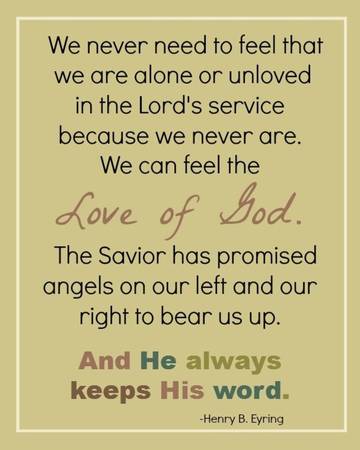 We never need to feel that
we are alone or unloved
in the Lord's service
because we never are.
We can feel the
Love of God.
The Savior has promised
angels on our left and our
right to bear us up.
And He always
keeps His word.
-Henry B. Eyring